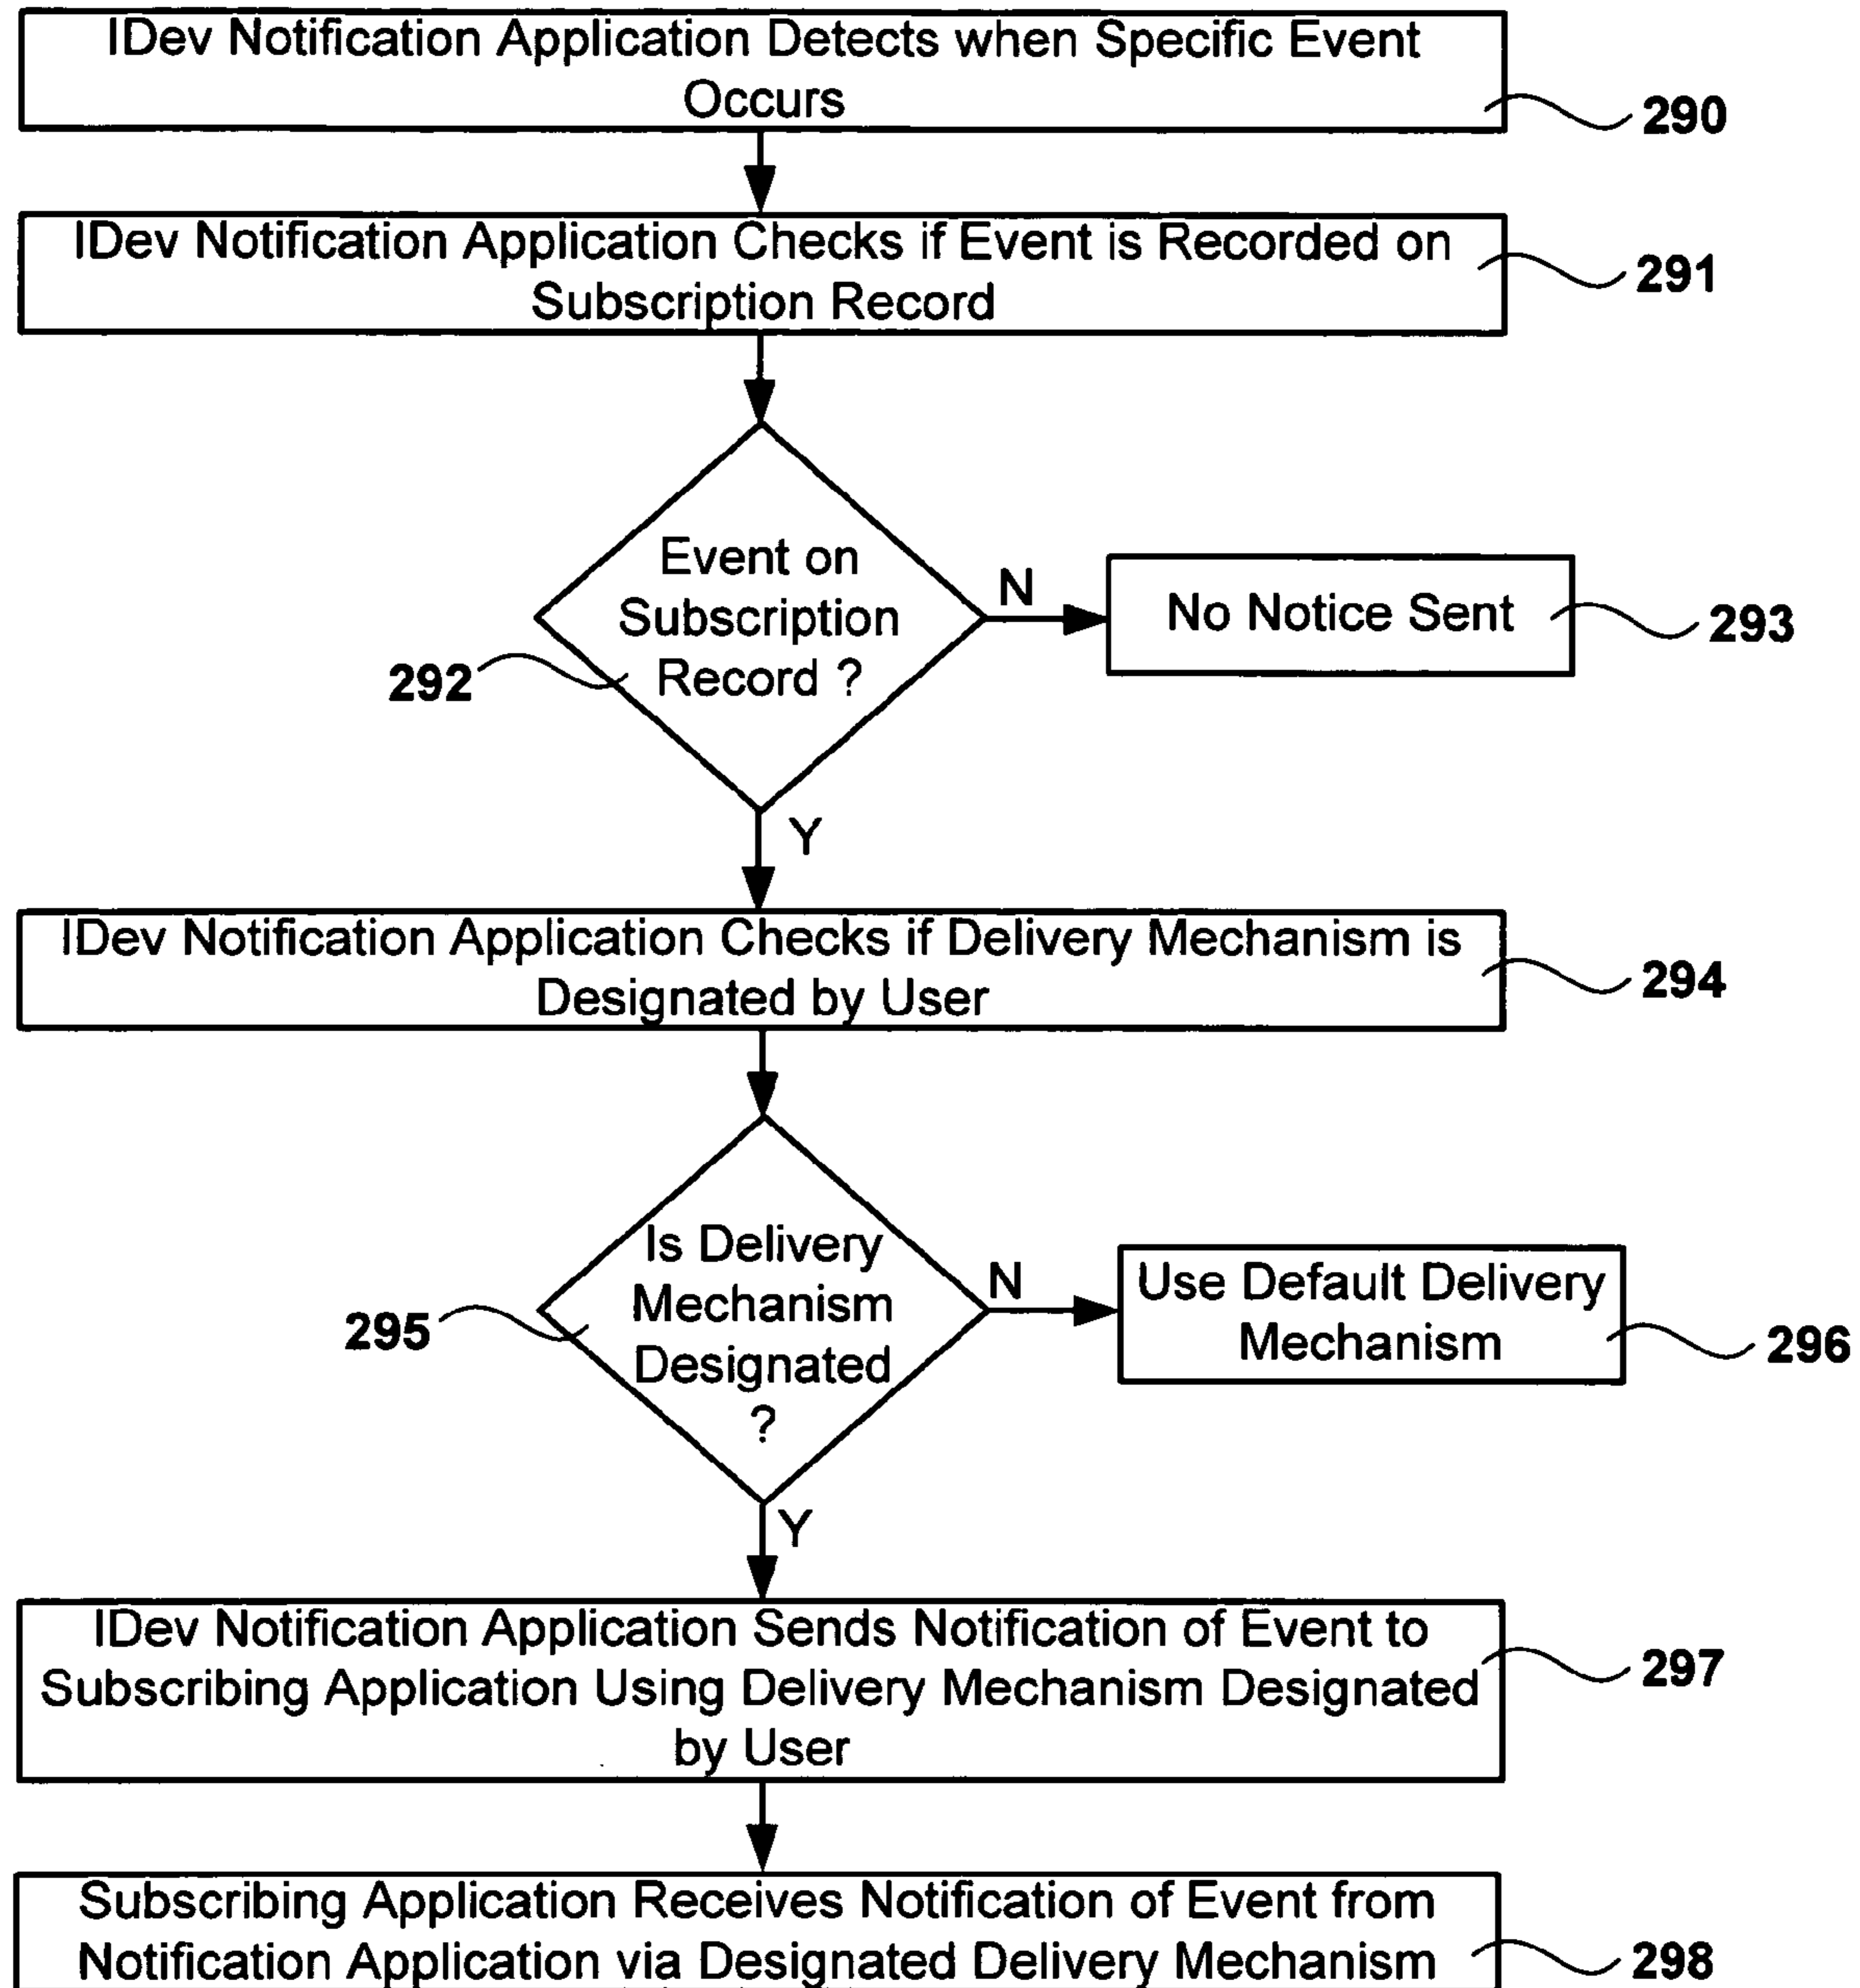 IDev Notification Application Detects when Specific Event
Occurs
290
IDev Notification Application Checks if Event is Recorded on
Subscription Record
291
Event on
Subscription
Record ?
292
N
No Notice Sent
293
Y
IDev Notification Application Checks if Delivery Mechanism is
Designated by User
294
Is Delivery
Mechanism
Designated
?
295
N
Use Default Delivery
Mechanism
296
Y
IDev Notification Application Sends Notification of Event to
Subscribing Application Using Delivery Mechanism Designated
by User
297
Subscribing Application Receives Notification of Event from
Notification Application via Designated Delivery Mechanism
298